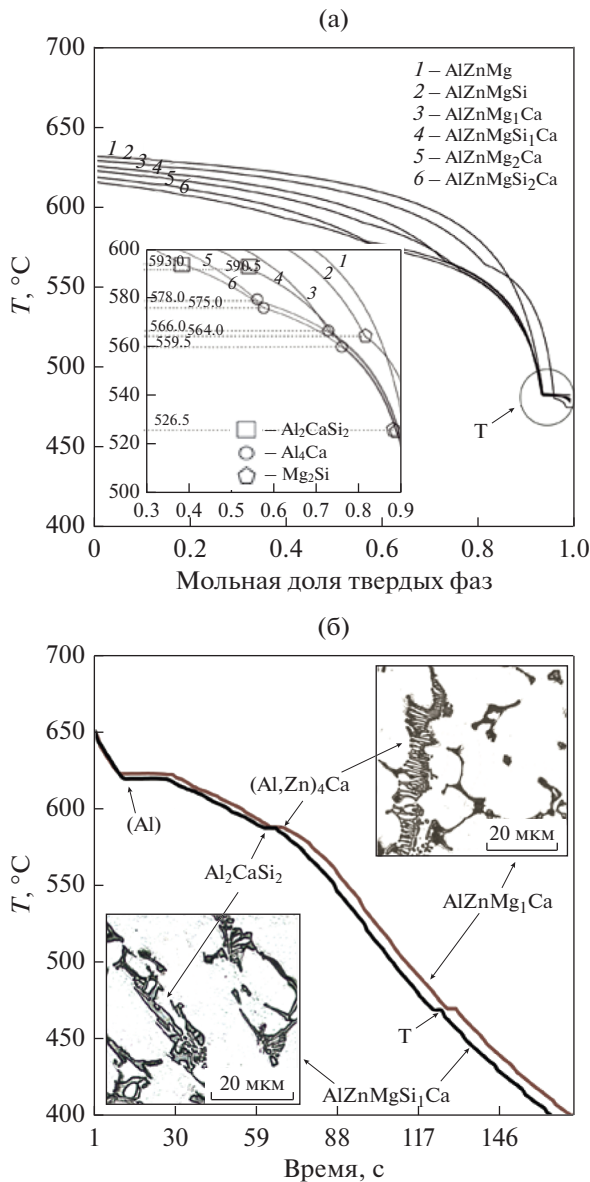 (а)
700
650
600
550
500
450
400
T, °C
1 – AlZnMg
2 – AlZnMgSi
3 – AlZnMg₁Ca
4 – AlZnMgSi₁Ca
5 – AlZnMg₂Ca
6 – AlZnMgSi₂Ca
1 2 3 4 5 6
600
580
560
540
520
500
593.0 590.5
578.0 575.0
566.0 564.0
559.5
526.5
5 6 4 3 2 1
– Al₂CaSi₂
– Al₄Ca
– Mg₂Si
0.3 0.4 0.5 0.6 0.7 0.8 0.9
T
0 0.2 0.4 0.6 0.8 1.0
Мольная доля твердых фаз
(б)
700
650
600
550
500
450
400
T, °C
(Al)
(Al,Zn)₄Ca
20 мкм
Al₂CaSi₂
AlZnMg₁Ca
T
20 мкм
AlZnMgSi₁Ca
1 30 59 88 117 146
Время, с